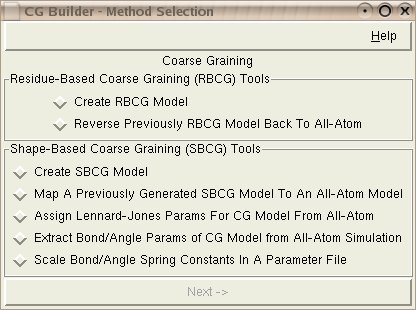 CG Builder - Method Selection
Help
Coarse Graining
Residue-Based Coarse Graining (RBCG) Tools
Create RBCG Model
Reverse Previously RBCG Model Back To All-Atom
Shape-Based Coarse Graining (SBCG) Tools
Create SBCG Model
Map A Previously Generated SBCG Model To An All-Atom Model
Assign Lennard-Jones Params For CG Model From All-Atom
Extract Bond/Angle Params of CG Model from All-Atom Simulation
Scale Bond/Angle Spring Constants In A Parameter File
Next ->